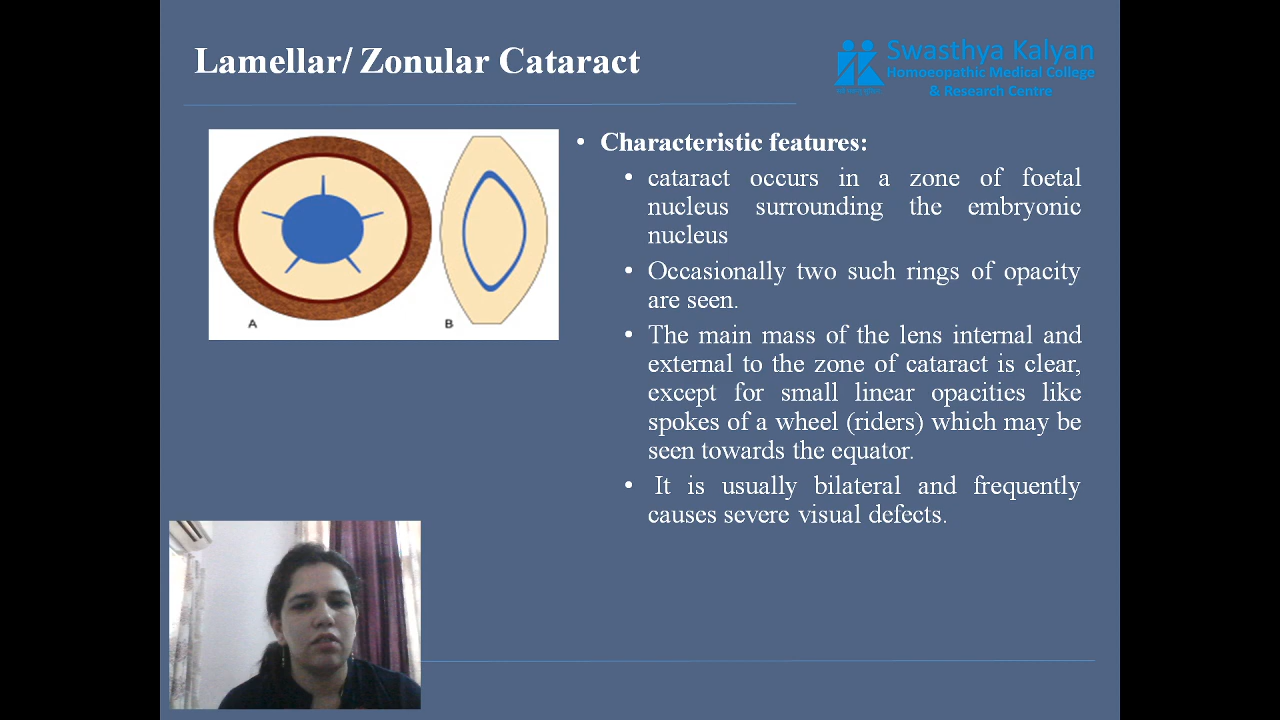 Lamellar/ Zonular Cataract
Swasthya Kalyan
Homoeopathic Medical College
& Research Centre
• Characteristic features:
• cataract occurs in a zone of foetal
nucleus surrounding the embryonic
nucleus
• Occasionally two such rings of opacity
are seen.
• The main mass of the lens internal and
external to the zone of cataract is clear,
except for small linear opacities like
spokes of a wheel (riders) which may be
seen towards the equator.
• It is usually bilateral and frequently
causes severe visual defects.
A
B